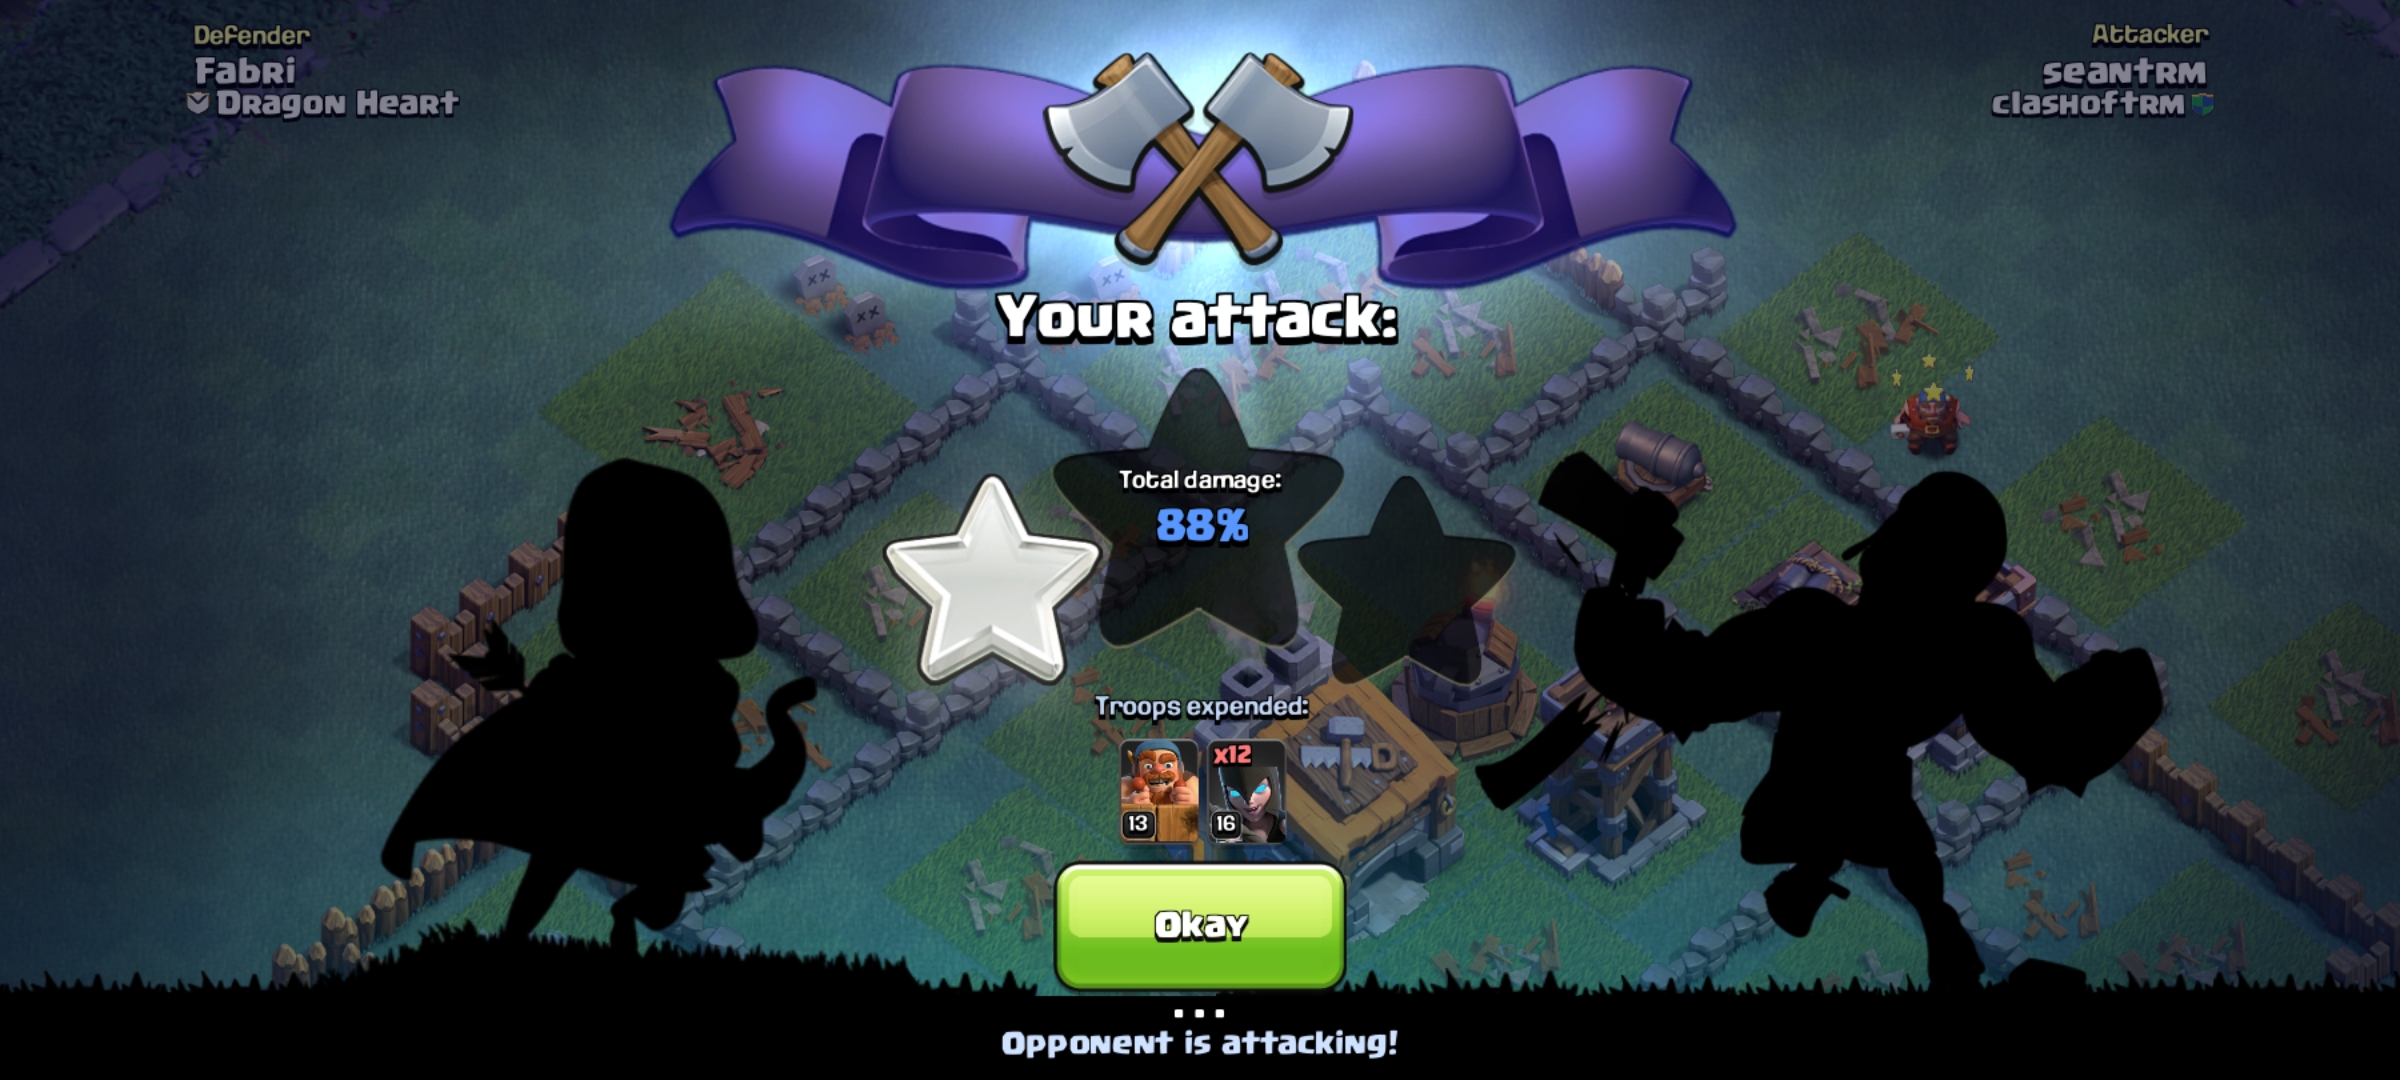 Defender
Fabri
Dragon Heart
Attacker
seantrm
clashoftrm
Your attack:
Total damage:
88%
Troops expended:
x12
13
16
Okay
...
Opponent is attacking!